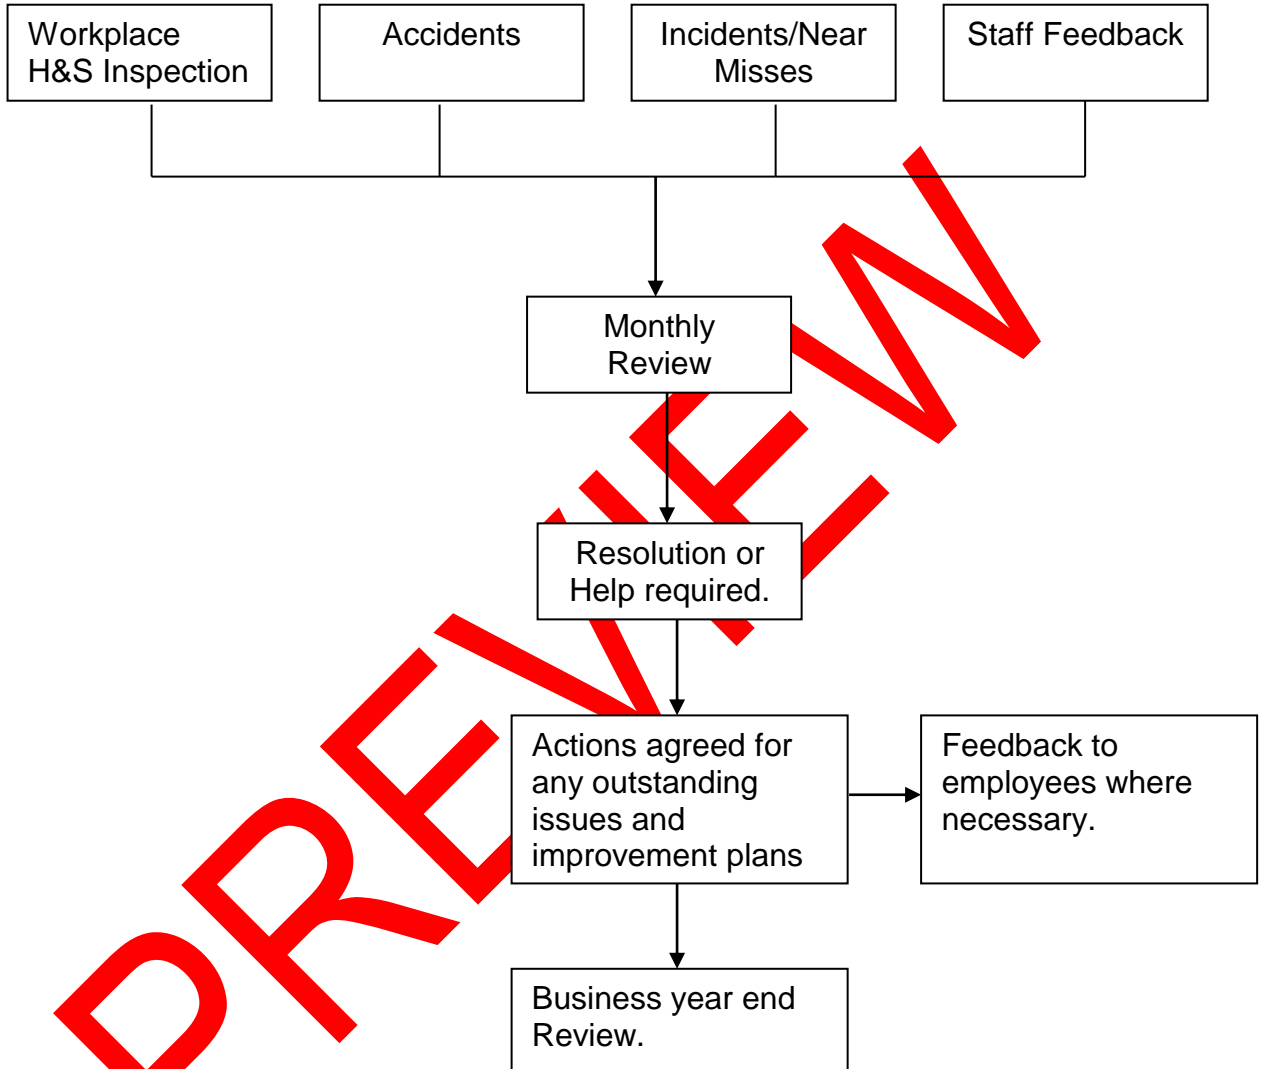 Workplace
H&S Inspection
Accidents
Incidents/Near
Misses
Staff Feedback
Monthly
Review
Resolution or
Help required.
Actions agreed for
any outstanding
issues and
improvement plans
Feedback to
employees where
necessary.
Business year end
Review.
PREVIEW